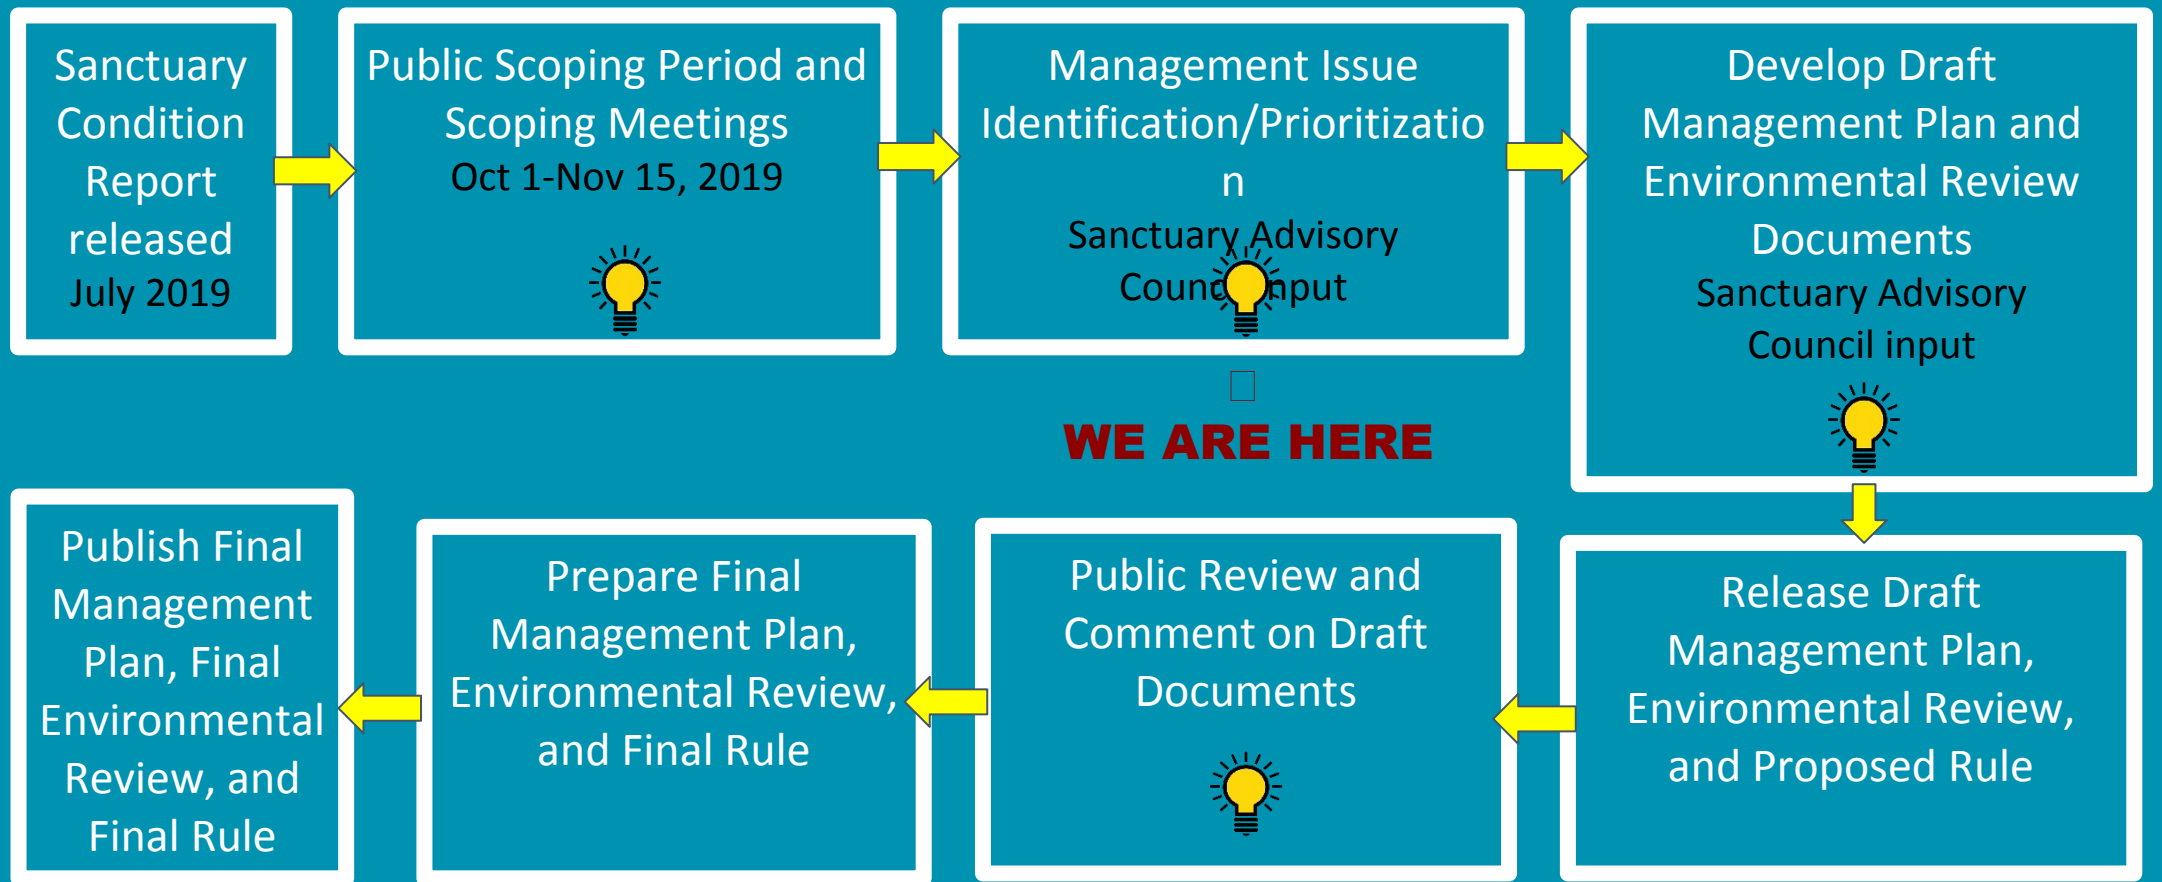 Sanctuary
Condition
Report
released
July 2019
Public Scoping Period and
Scoping Meetings
Oct 1-Nov 15, 2019
Management Issue
Identification/Prioritizatio
n
Sanctuary Advisory
Council input
WE ARE HERE
Develop Draft
Management Plan and
Environmental Review
Documents
Sanctuary Advisory
Council input
Release Draft
Management Plan,
Environmental Review,
and Proposed Rule
Public Review and
Comment on Draft
Documents
Prepare Final
Management Plan,
Environmental Review,
and Final Rule
Publish Final
Management
Plan, Final
Environmental
Review, and
Final Rule